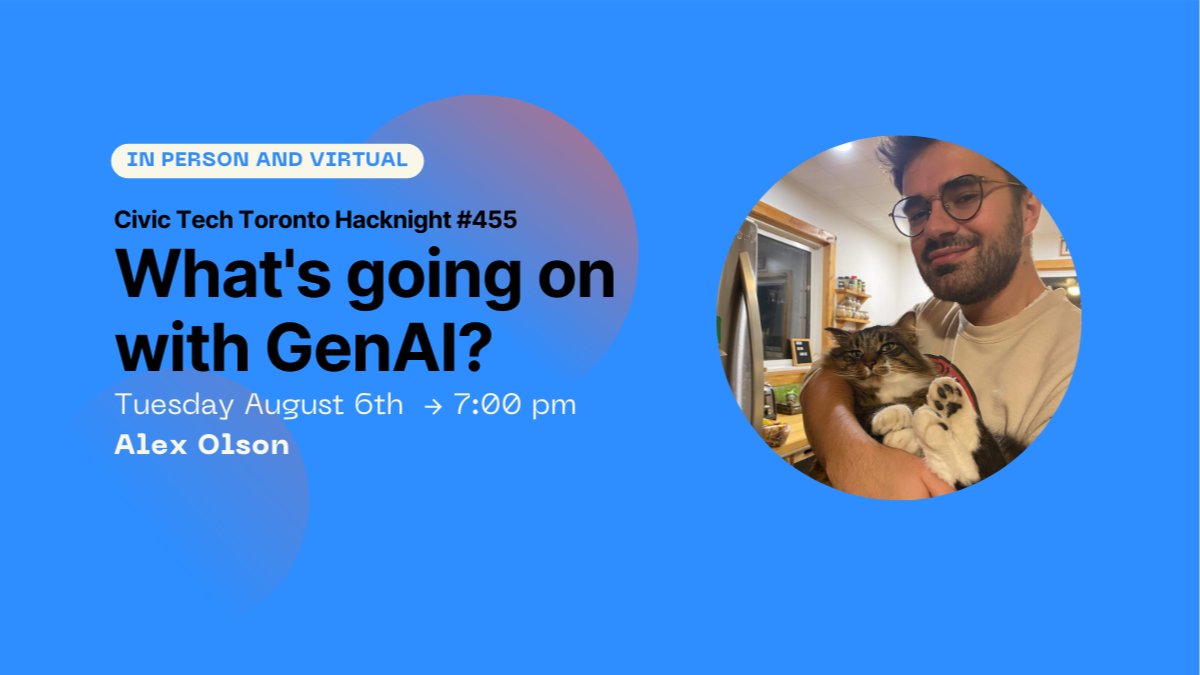 IN PERSON AND VIRTUAL
Civic Tech Toronto Hacknight #455
What's going on
with GenAI?
Tuesday August 6th → 7:00 pm
Alex Olson